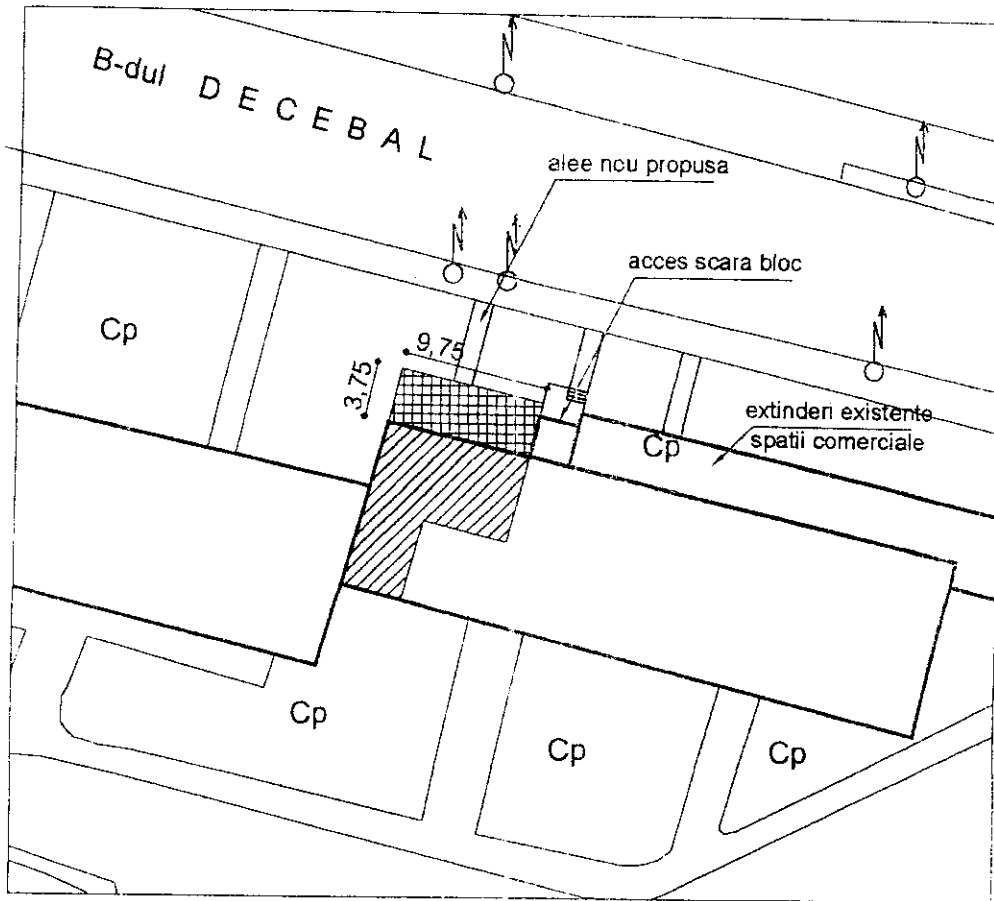 B-dul DECEBAL
alee ncu propusa
N
N
N
N
acces scara bloc
N
Cp
9,75
3,75
extinderi existente
spatii comerciale
Cp
Cp
Cp
Cp